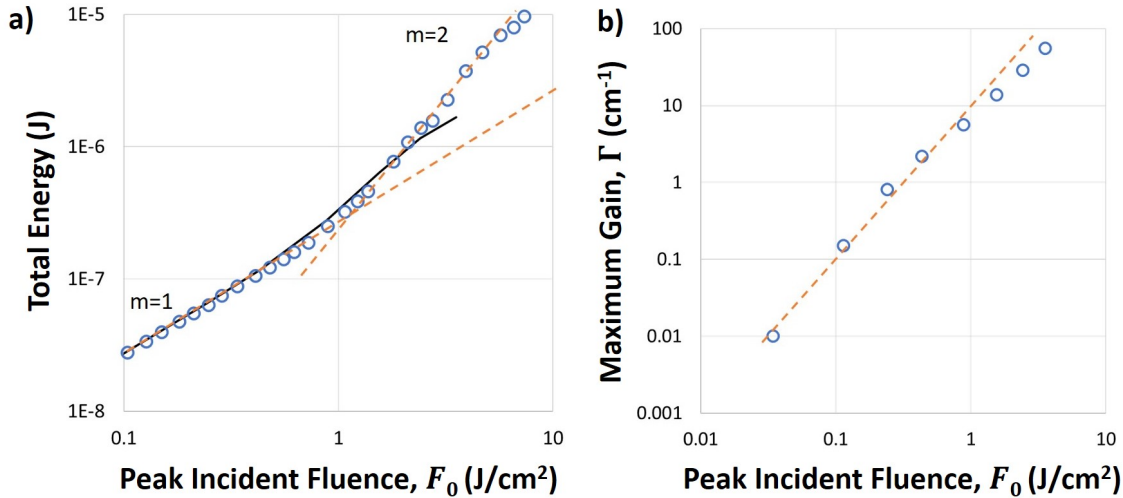 a)
Total Energy (J)
1E-5
1E-6
1E-7
1E-8
m=2
m=1
0.1
1
10
Peak Incident Fluence, F₀ (J/cm²)
b)
Maximum Gain, Γ (cm⁻¹)
100
10
1
0.1
0.01
0.001
0.01
0.1
1
10
Peak Incident Fluence, F₀ (J/cm²)